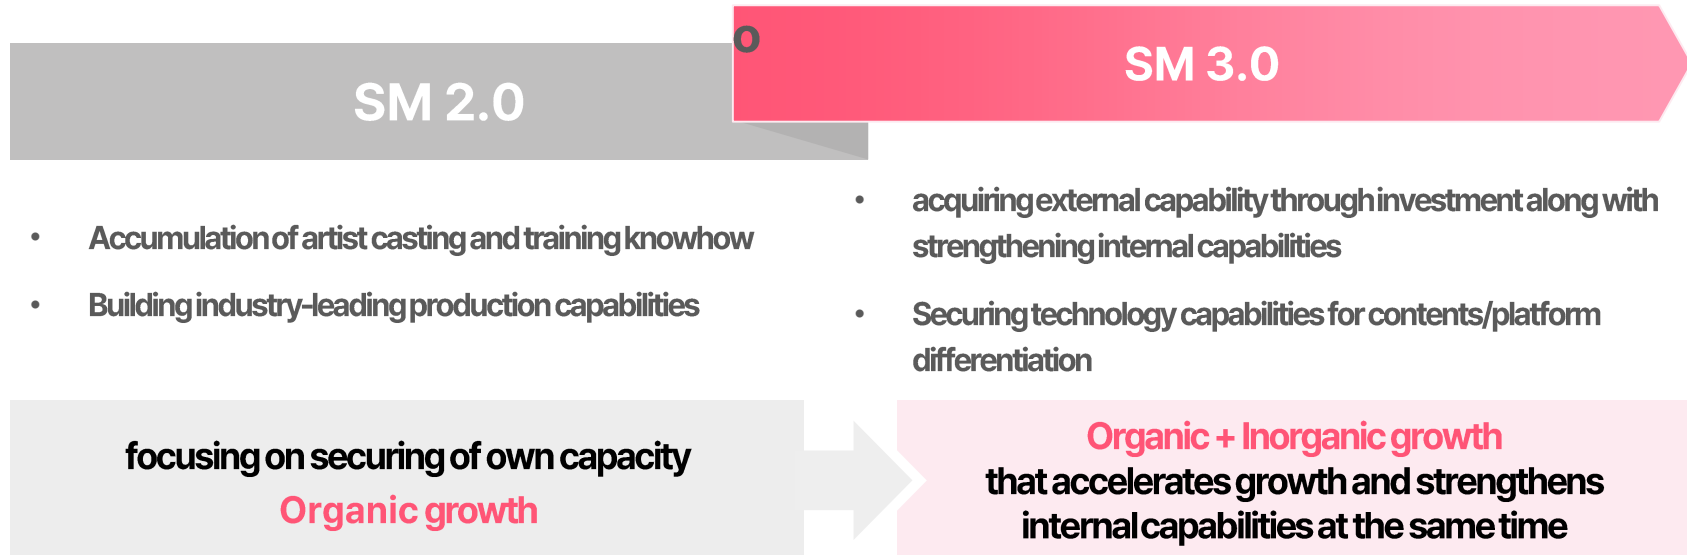 SM 2.0
• Accumulation of artist casting and training knowhow
• Building industry-leading production capabilities
focusing on securing of own capacity
Organic growth
o
SM 3.0
• acquiring external capability through investment along with
strengthening internal capabilities
• Securing technology capabilities for contents/platform
differentiation
Organic + Inorganic growth
that accelerates growth and strengthens
internal capabilities at the same time